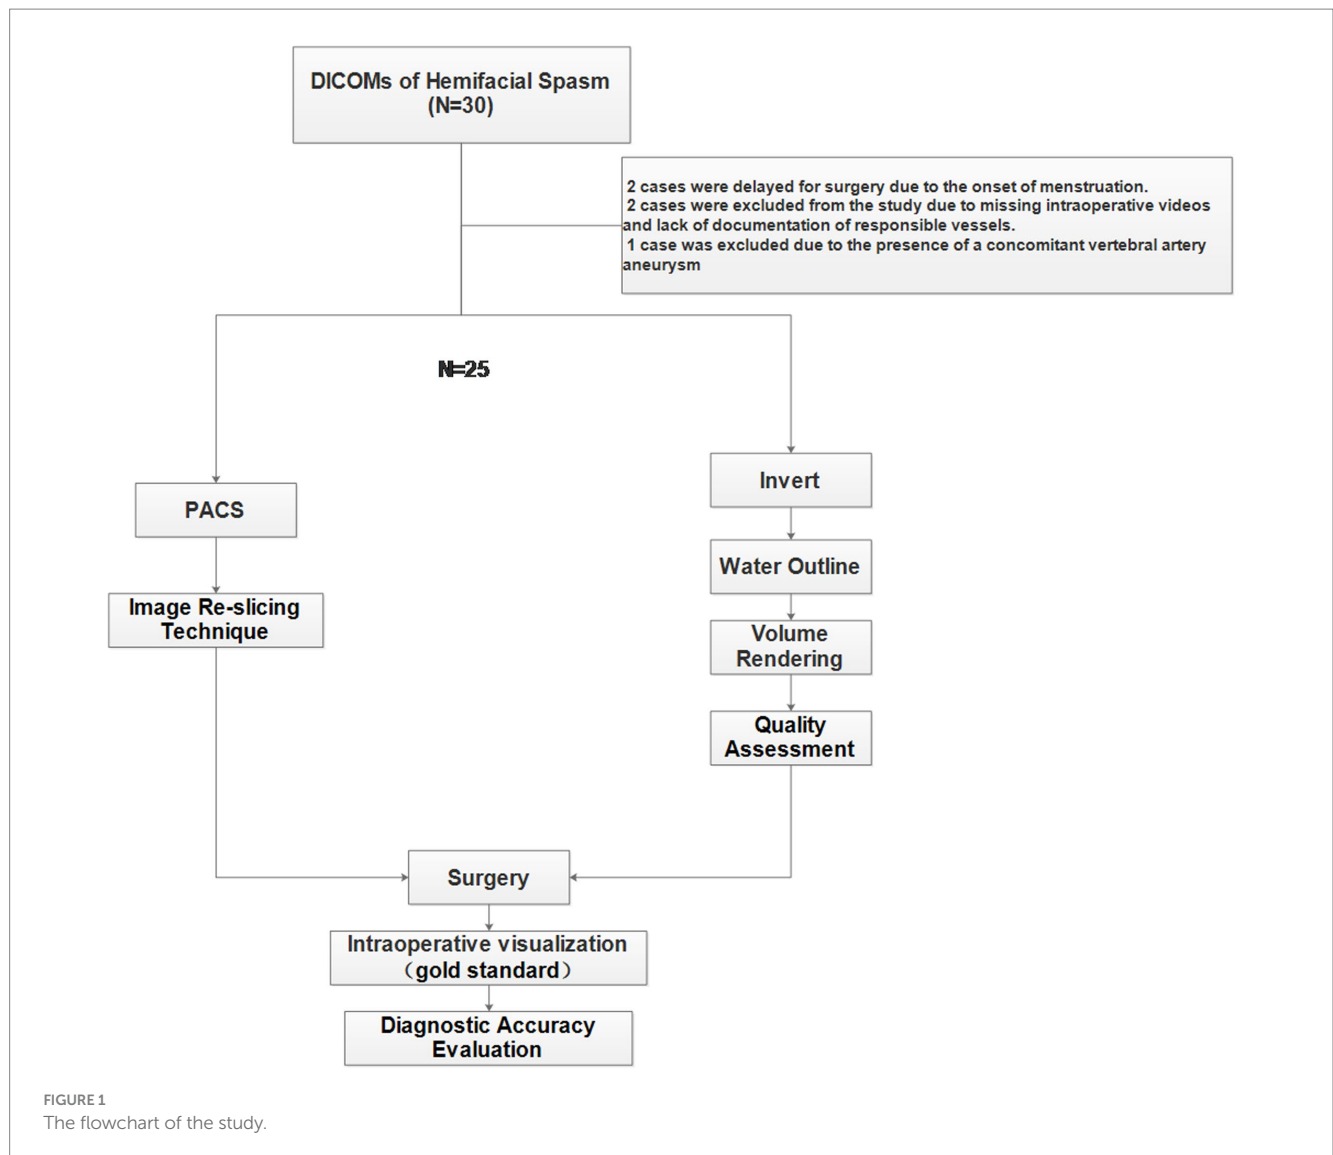 DICOMs of Hemifacial Spasm
(N=30)
2 cases were delayed for surgery due to the onset of menstruation.
2 cases were excluded from the study due to missing intraoperative videos
and lack of documentation of responsible vessels.
1 case was excluded due to the presence of a concomitant vertebral artery
aneurysm
N=25
PACS
Image Re-slicing
Technique
Invert
Water Outline
Volume
Rendering
Quality
Assessment
Surgery
Intraoperative visualization
（gold standard）
Diagnostic Accuracy
Evaluation
FIGURE 1
The flowchart of the study.